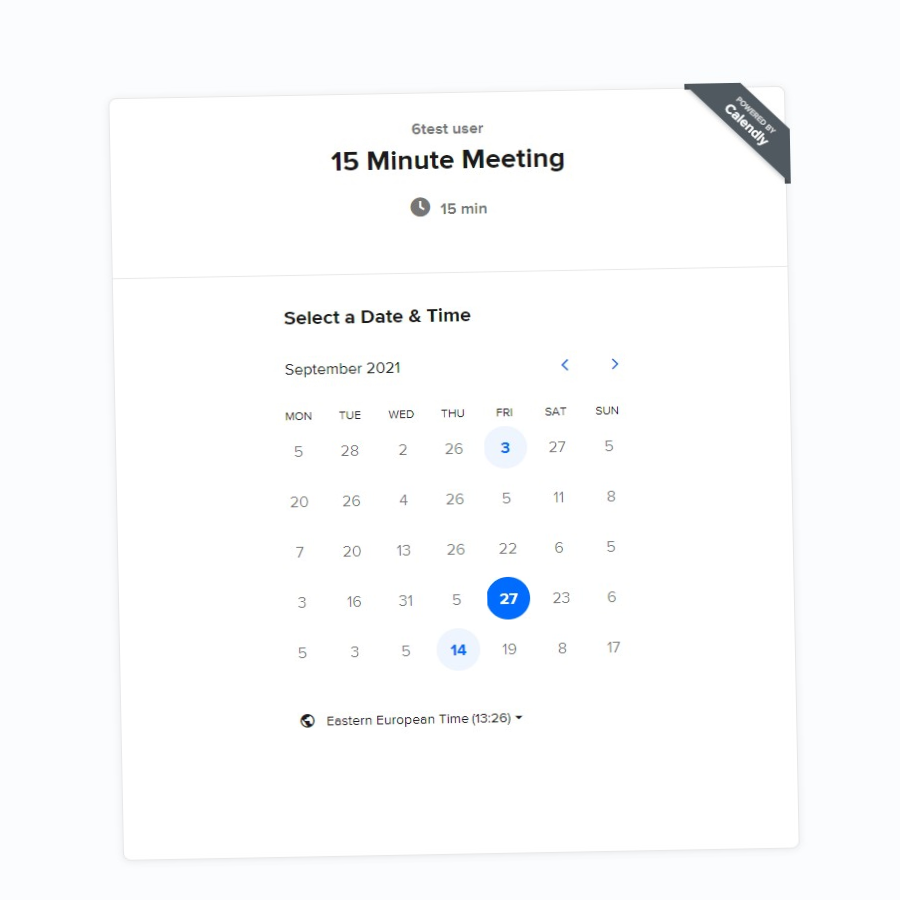 POWERED BY
Calendly
6test user
15 Minute Meeting
15 min
Select a Date & Time
September 2021
MON TUE WED THU FRI SAT SUN
5 28 2 26 3 27 5
20 26 4 26 5 11 8
7 20 13 26 22 6 5
3 16 31 5 27 23 6
5 3 5 14 19 8 17
Eastern European Time (13:26)